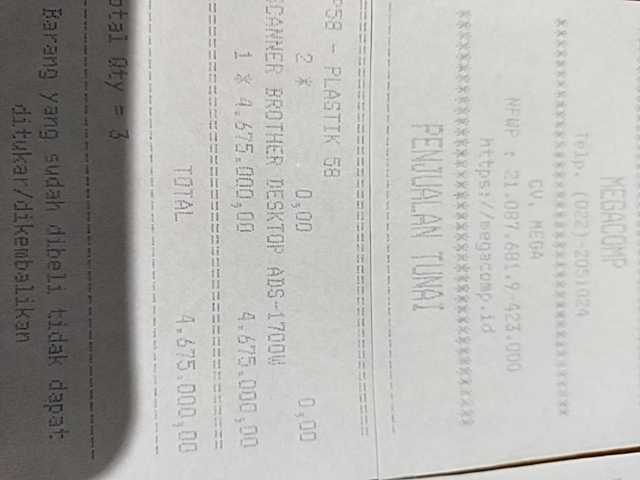 MEGACOMP
Telp. (022)-2051024
****************************************
CV. MEGA
NPWP : 21.087.681.9-423.000
https://megacomp.id
****************************************
PENJUALAN TUNAI
----------------------------------------
P58 - PLASTIK 58
2 * 0,00 0,00
========================================
SCANNER BROTHER DESKTOP ADS-1700W
1 * 4.675.000,00 4.675.000,00
========================================
TOTAL 4.675.000,00
----------------------------------------
otal Qty = 3
----------------------------------------
Barang yang sudah dibeli tidak dapat
ditukar/dikembalikan